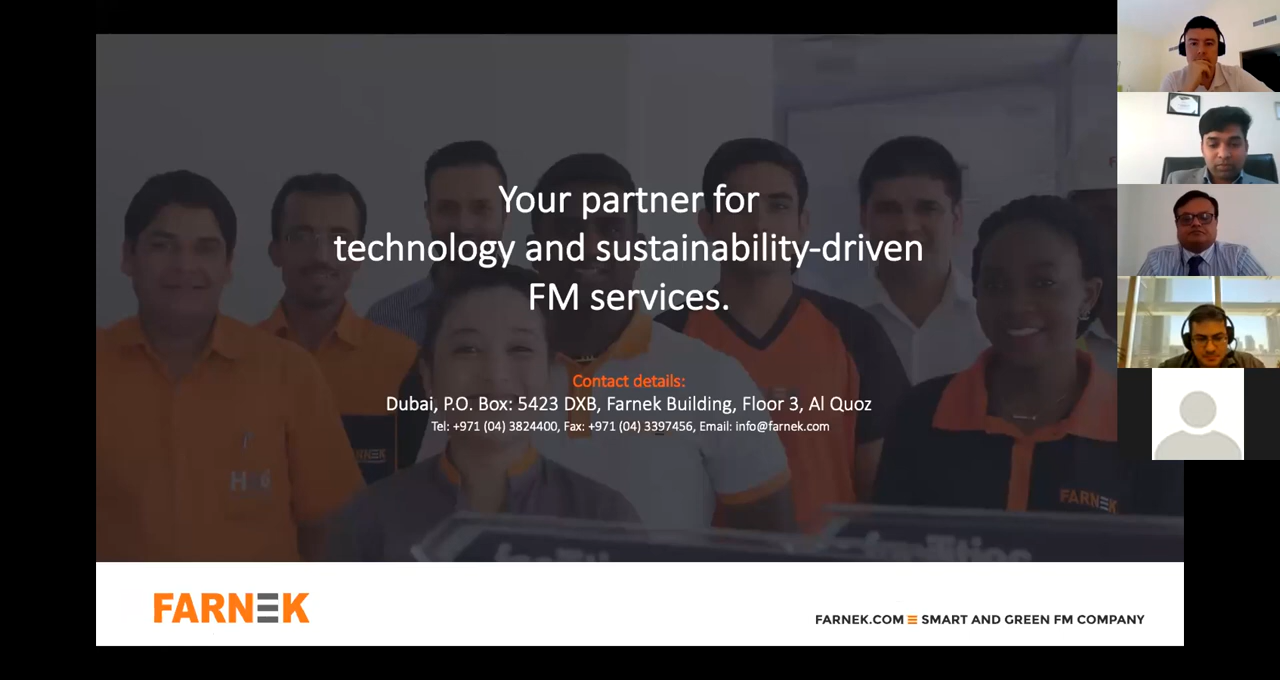 Your partner for
technology and sustainability-driven
FM services.
Contact details:
Dubai, P.O. Box: 5423 DXB, Farnek Building, Floor 3, Al Quoz
Tel: +971 (04) 3824400, Fax: +971 (04) 3397456, Email: info@farnek.com
FARNEK
FARNEK
FARNEK.COM SMART AND GREEN FM COMPANY